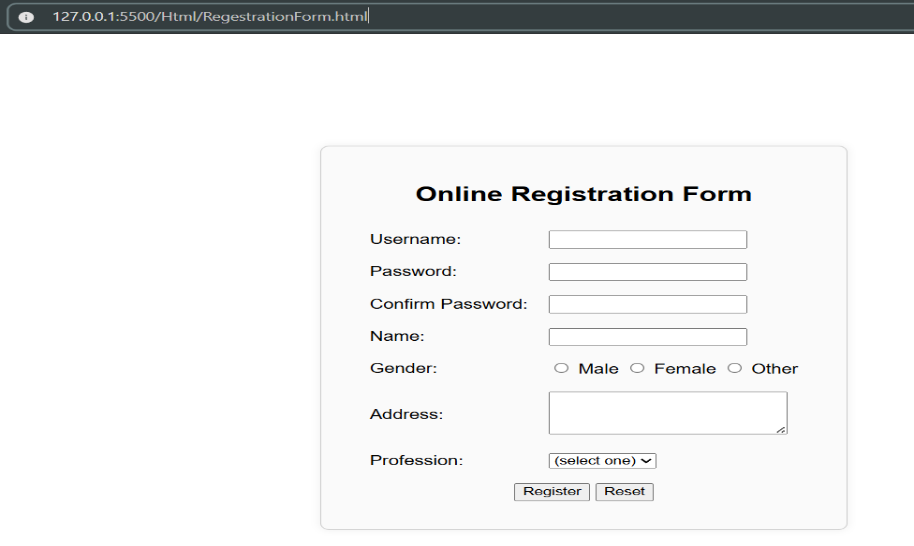 127.0.0.1:5500/Html/RegestrationForm.html
Online Registration Form
Username:
Password:
Confirm Password:
Name:
Gender: Male Female Other
Address:
Profession: (select one)
Register Reset